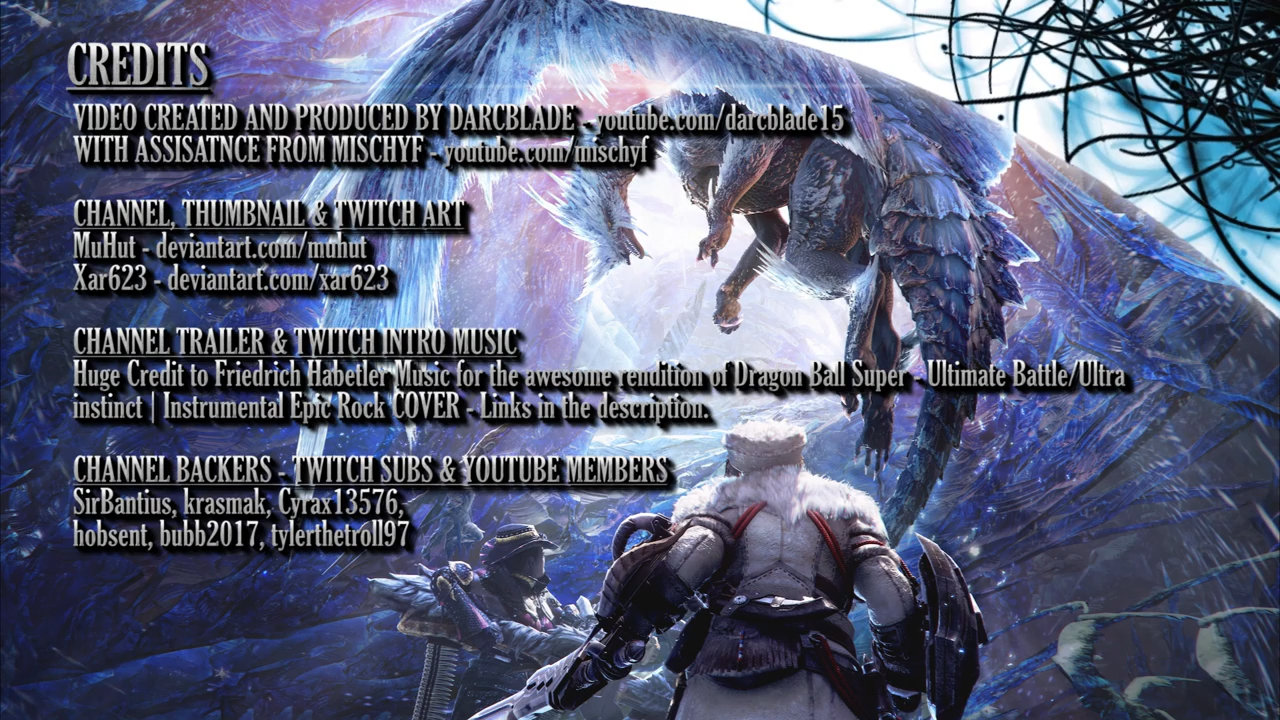 CREDITS
VIDEO CREATED AND PRODUCED BY DARCBLADE - youtube.com/darcblade15
WITH ASSISATNCE FROM MISCHYF - youtube.com/mischyf
CHANNEL, THUMBNAIL & TWITCH ART
MuHut - deviantart.com/muhut
Xar623 - deviantart.com/xar623
CHANNEL TRAILER & TWITCH INTRO MUSIC
Huge Credit to Friedrich Habetler Music for the awesome rendition of Dragon Ball Super - Ultimate Battle/Ultra
instinct | Instrumental Epic Rock COVER - Links in the description.
CHANNEL BACKERS - TWITCH SUBS & YOUTUBE MEMBERS
SirBantius, krasmak, Cyrax13576,
hobsent, bubb2017, tylerthetroll97